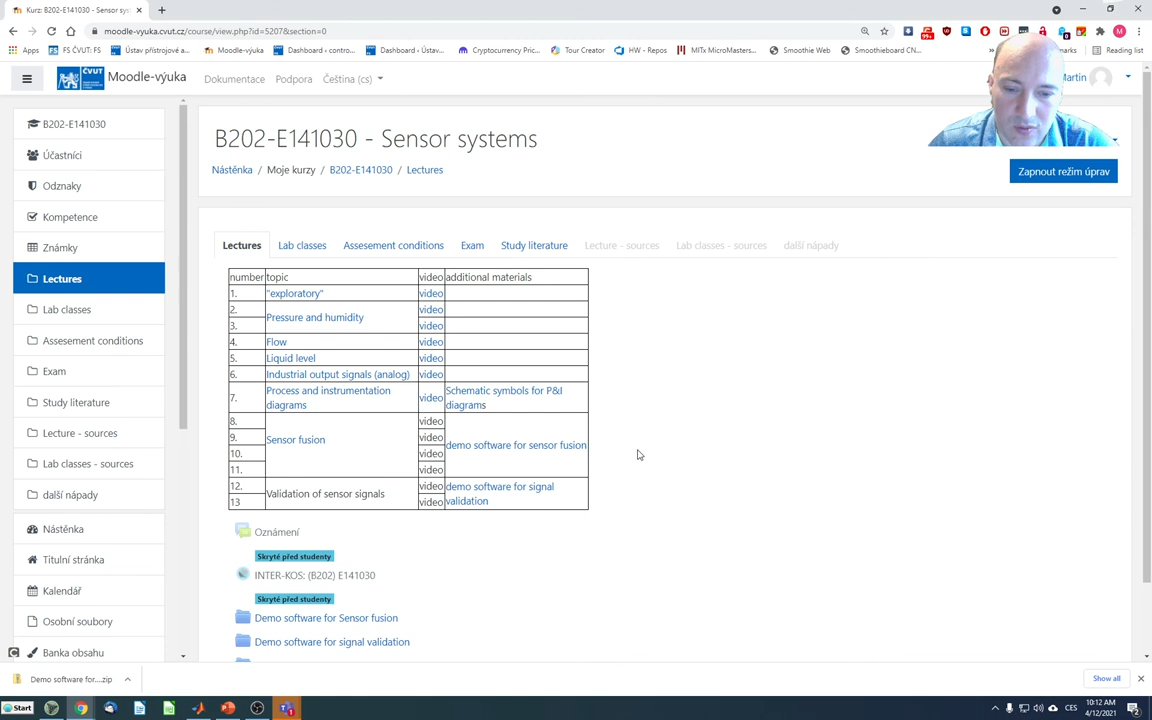 Kurz: B202-E141030 - Sensor sys
moodle-vyuka.cvut.cz/course/view.php?id=5207&section=0
99+
M
Apps
FS ČVUT: FS
Ústav přístrojové a...
Moodle-výuka
Dashboard ‹ contro...
Dashboard ‹ Ústav...
Cryptocurrency Pric...
Tour Creator
HW - Repos
MITx MicroMasters...
Smoothie Web
Smoothieboard CN...
Reading list
ČVUT
Moodle-výuka
Dokumentace
Podpora
Čeština (cs)
Martin
B202-E141030
Účastníci
Odznaky
Kompetence
Známky
Lectures
Lab classes
Assesement conditions
Exam
Study literature
Lecture - sources
Lab classes - sources
další nápady
Nástěnka
Titulní stránka
Kalendář
Osobní soubory
Banka obsahu
B202-E141030 - Sensor systems
Nástěnka / Moje kurzy / B202-E141030 / Lectures
Zapnout režim úprav
Lectures
Lab classes
Assesement conditions
Exam
Study literature
Lecture - sources
Lab classes - sources
další nápady
number topic video additional materials
1. "exploratory" video
2. Pressure and humidity video
3. video
4. Flow video
5. Liquid level video
6. Industrial output signals (analog) video
7. Process and instrumentation diagrams video Schematic symbols for P&I diagrams
8. Sensor fusion video demo software for sensor fusion
9. video
10. video
11. video
12. Validation of sensor signals video demo software for signal validation
13 video
Oznámení
Skryté před studenty
INTER-KOS: (B202) E141030
Skryté před studenty
Demo software for Sensor fusion
Demo software for signal validation
Demo software for....zip
Show all
Start
CES
10:12 AM
4/12/2021
2